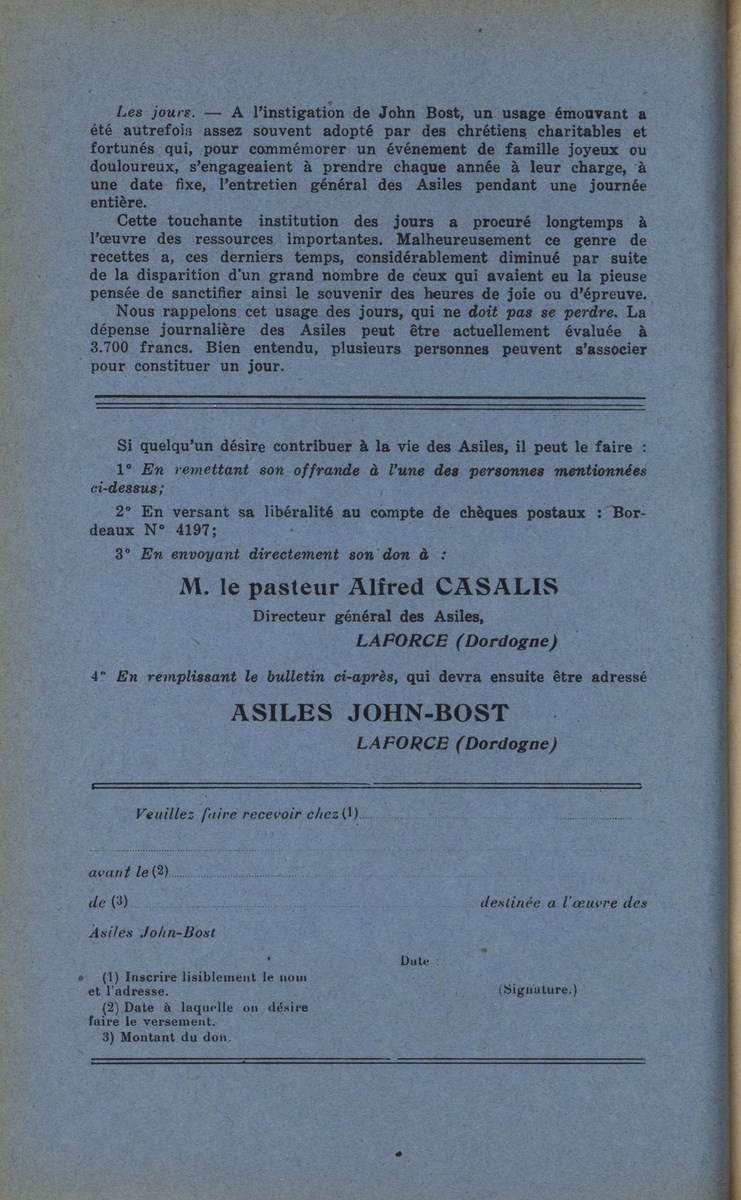 Les jours. — A l'instigation de John Bost, un usage émouvant a
été autrefois assez souvent adopté par des chrétiens charitables et
fortunés qui, pour commémorer un événement de famille joyeux ou
douloureux, s'engageaient à prendre chaque année à leur charge, à
une date fixe, l'entretien général des Asiles pendant une journée
entière.
Cette touchante institution des jours a procuré longtemps à
l'œuvre des ressources importantes. Malheureusement ce genre de
recettes a, ces derniers temps, considérablement diminué par suite
de la disparition d'un grand nombre de ceux qui avaient eu la pieuse
pensée de sanctifier ainsi le souvenir des heures de joie ou d'épreuve.
Nous rappelons cet usage des jours, qui ne doit pas se perdre. La
dépense journalière des Asiles peut être actuellement évaluée à
3.700 francs. Bien entendu, plusieurs personnes peuvent s'associer
pour constituer un jour.
Si quelqu'un désire contribuer à la vie des Asiles, il peut le faire :
1° En remettant son offrande à l'une des personnes mentionnées
ci-dessus;
2° En versant sa libéralité au compte de chèques postaux : Bor-
deaux N° 4197;
3° En envoyant directement son don à :
M. le pasteur Alfred CASALIS
Directeur général des Asiles,
LAFORCE (Dordogne)
4° En remplissant le bulletin ci-après, qui devra ensuite être adressé
ASILES JOHN-BOST
LAFORCE (Dordogne)
Veuillez faire recevoir chez (1)
avant le (2)
de (3) destinée a l'œuvre des
Asiles John-Bost
Date :
(1) Inscrire lisiblement le nom
et l'adresse.
(Signature.)
(2) Date à laquelle on désire
faire le versement.
3) Montant du don.